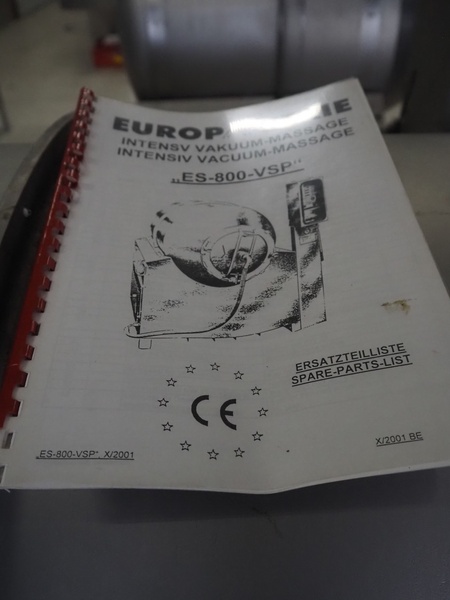 INTENSV VAKUUM-MASSAGE
INTENSIV VACUUM-MASSAGE
„ES-800-VSP"
ERSATZTEILLISTE
SPARE-PARTS-LIST
CE
„ES-800-VSP", X/2001
X/2001 BE